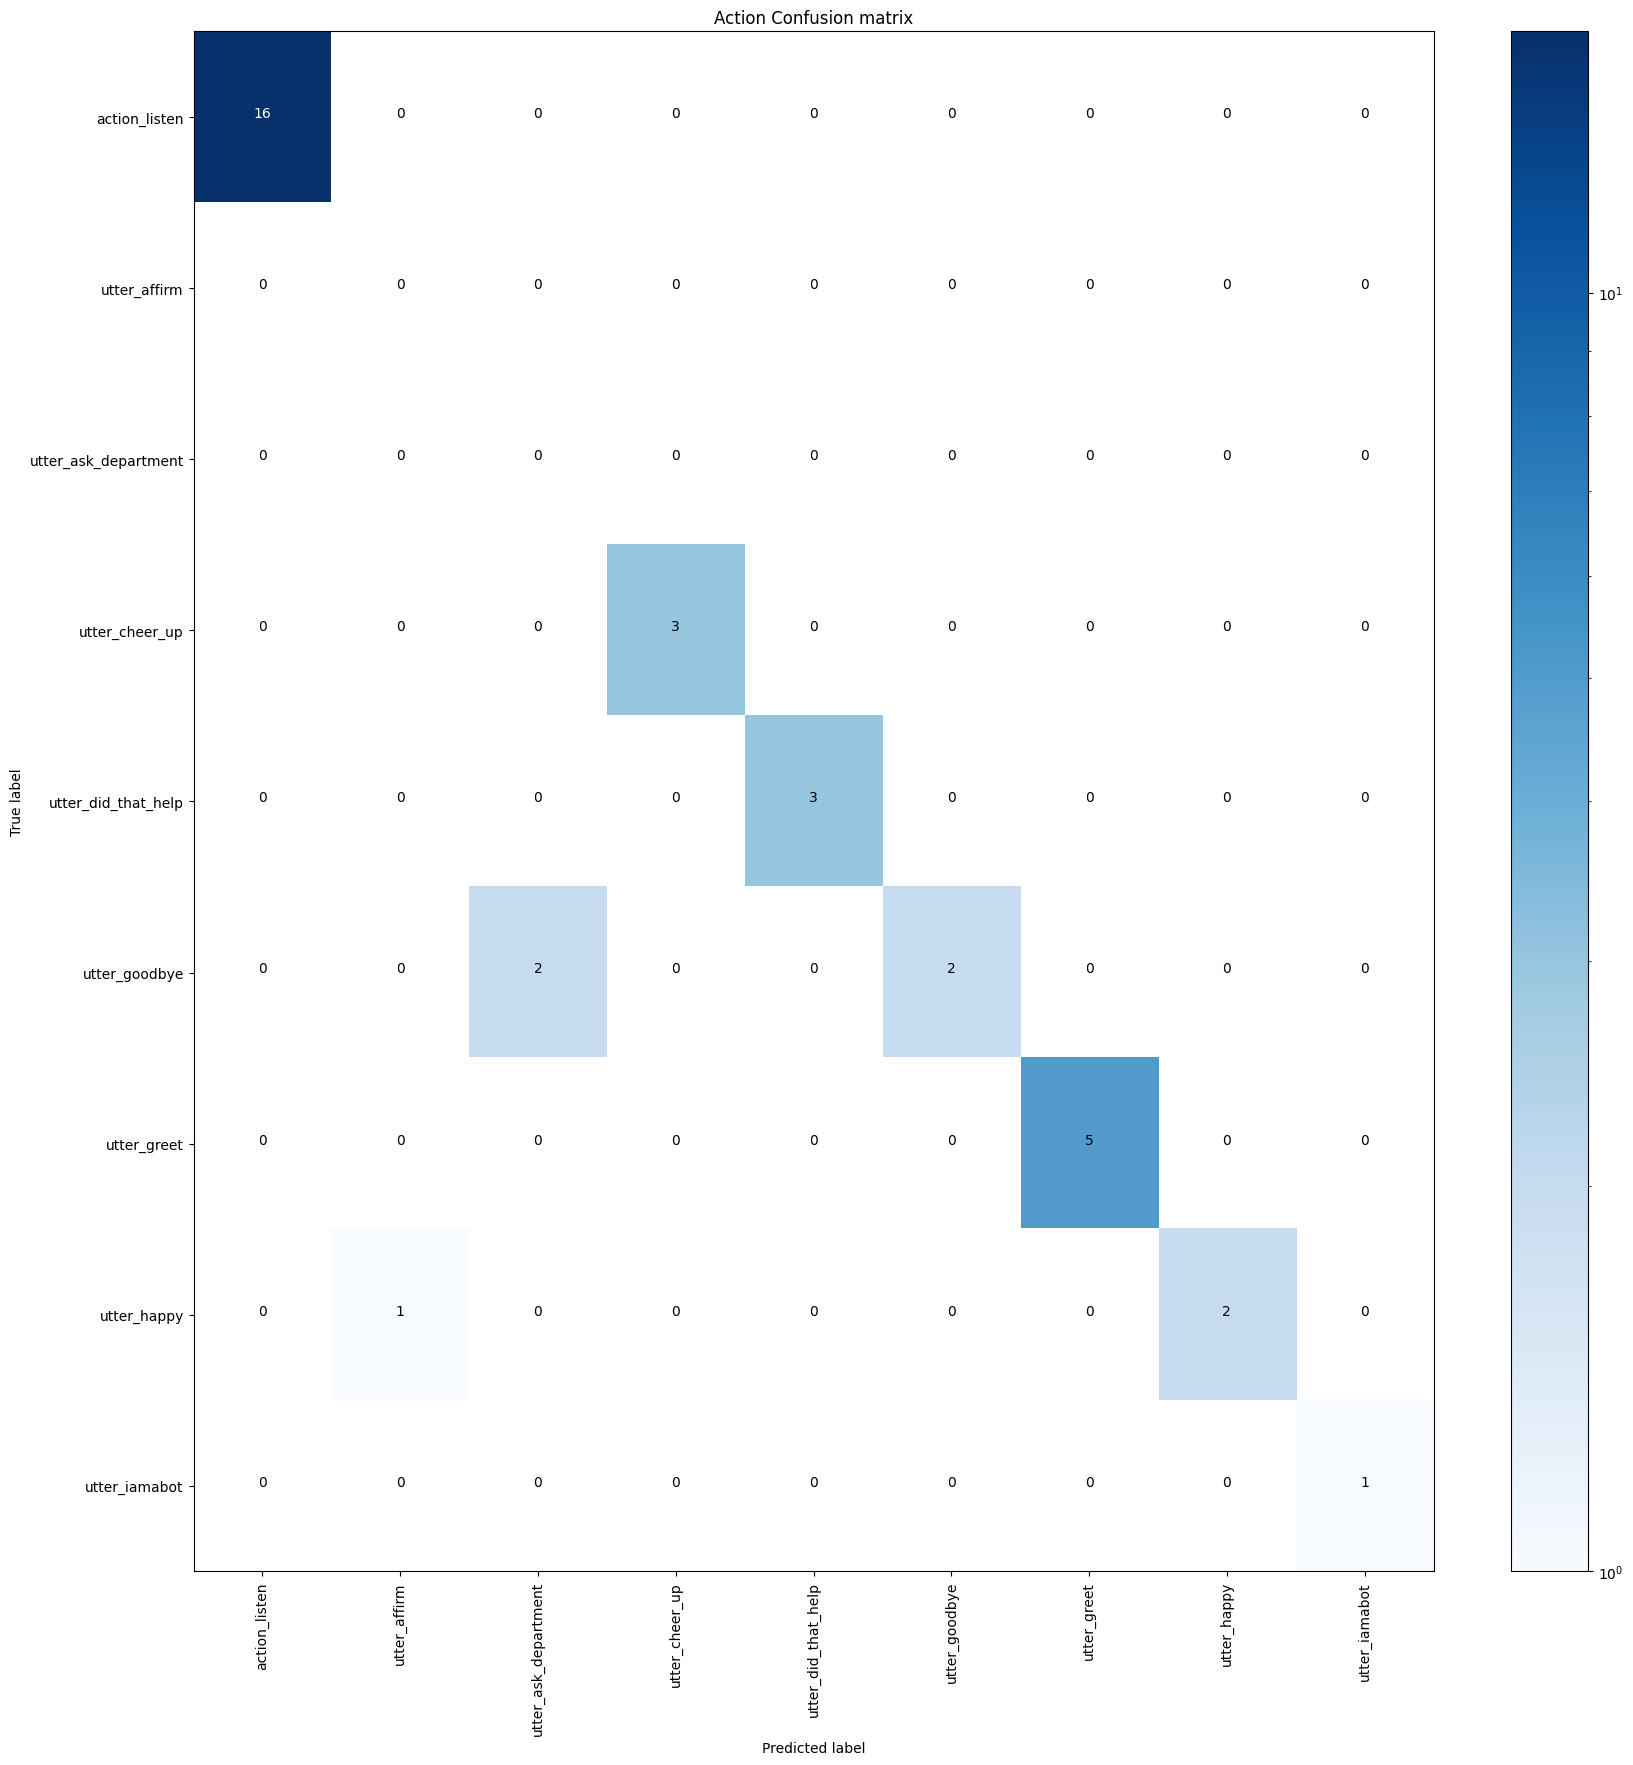 Action Confusion matrix
action_listen 16 0 0 0 0 0 0 0 0
utter_affirm 0 0 0 0 0 0 0 0 0
utter_ask_department 0 0 0 0 0 0 0 0 0
utter_cheer_up 0 0 0 3 0 0 0 0 0
utter_did_that_help 0 0 0 0 3 0 0 0 0
utter_goodbye 0 0 2 0 0 2 0 0 0
utter_greet 0 0 0 0 0 0 5 0 0
utter_happy 0 1 0 0 0 0 0 2 0
utter_iamabot 0 0 0 0 0 0 0 0 1
True label
action_listen utter_affirm utter_ask_department utter_cheer_up utter_did_that_help utter_goodbye utter_greet utter_happy utter_iamabot
Predicted label
10¹
10⁰